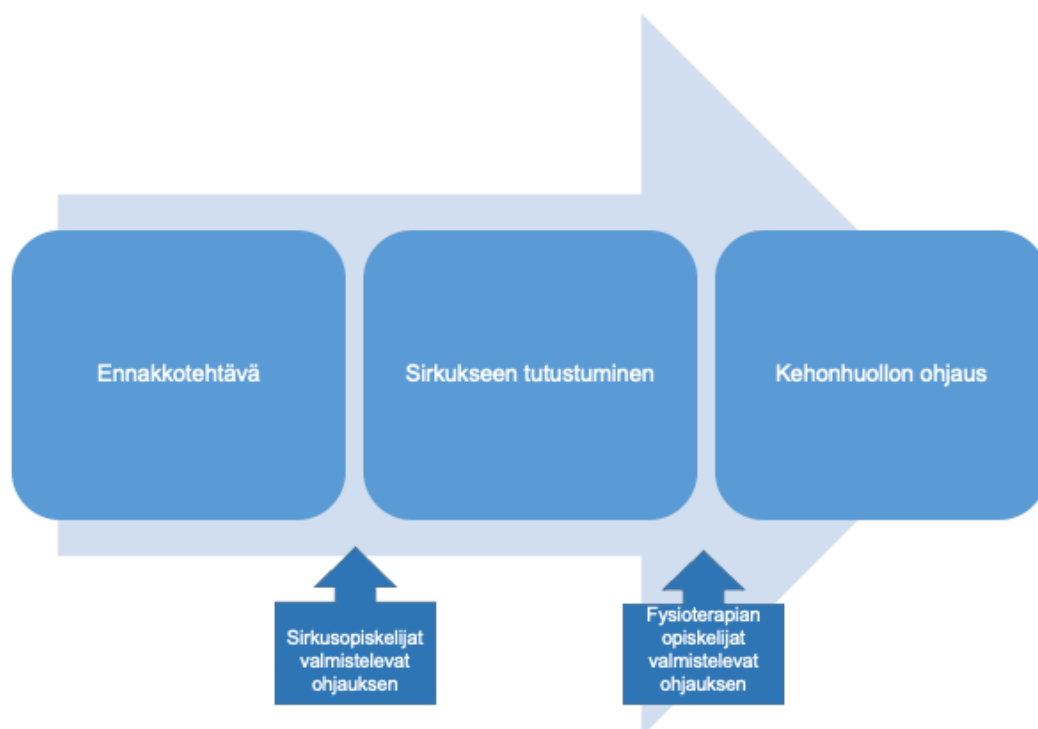 Ennakkotehtävä
Sirkukseen tutustuminen
Kehonhuollon ohjaus
Sirkusopiskelijat
valmistelevat
ohjauksen
Fysioterapian
opiskelijat
valmistelevat
ohjauksen